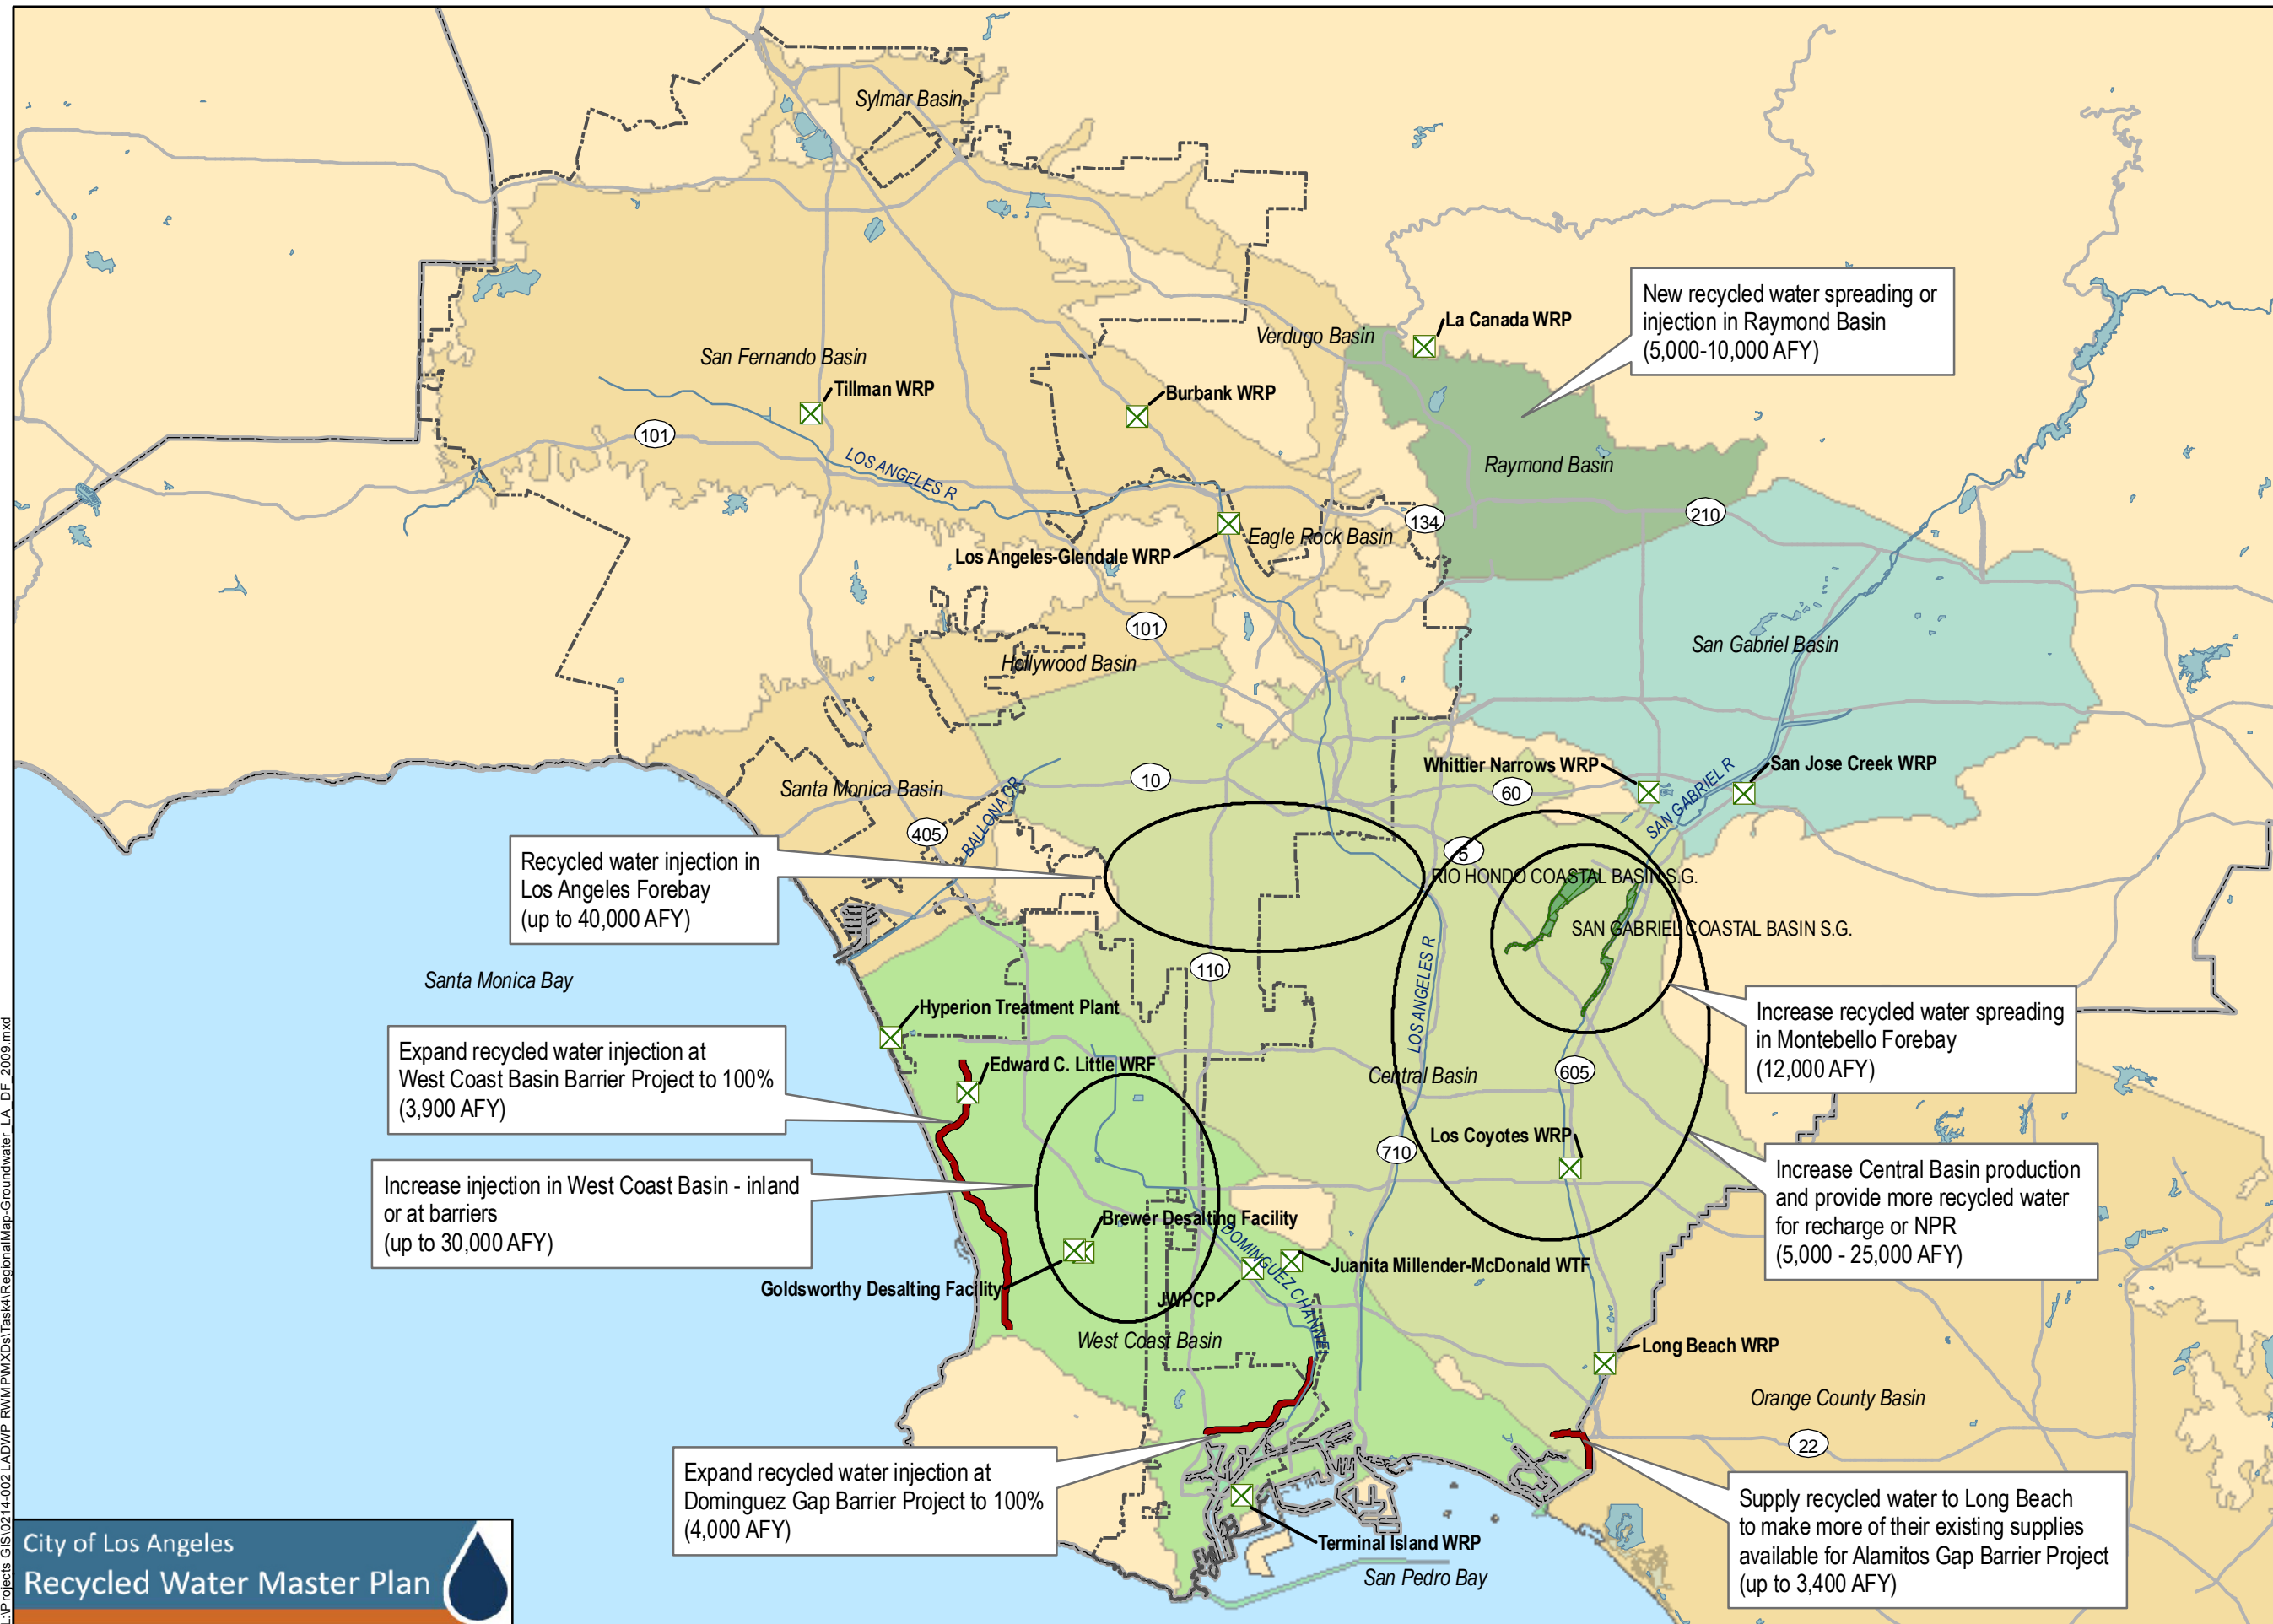 Sylmar Basin
New recycled water spreading or
injection in Raymond Basin
(5,000-10,000 AFY)
La Canada WRP
Verdugo Basin
San Fernando Basin
Tillman WRP
Burbank WRP
101
LOS ANGELES R
Raymond Basin
134
210
Eagle Rock Basin
Los Angeles-Glendale WRP
101
Hollywood Basin
San Gabriel Basin
Whittier Narrows WRP
San Jose Creek WRP
SAN GABRIEL R
10
60
Santa Monica Basin
405
BALLONA CR
5
Recycled water injection in
Los Angeles Forebay
(up to 40,000 AFY)
RIO HONDO COASTAL BASIN S.G.
SAN GABRIEL COASTAL BASIN S.G.
110
LOS ANGELES R
Santa Monica Bay
Hyperion Treatment Plant
Increase recycled water spreading
in Montebello Forebay
(12,000 AFY)
Expand recycled water injection at
West Coast Basin Barrier Project to 100%
(3,900 AFY)
Edward C. Little WRF
Central Basin
605
Los Coyotes WRP
710
Increase injection in West Coast Basin - inland
or at barriers
(up to 30,000 AFY)
Increase Central Basin production
and provide more recycled water
for recharge or NPR
(5,000 - 25,000 AFY)
Brewer Desalting Facility
DOMINGUEZ CHANNEL
Juanita Millender-McDonald WTF
Goldsworthy Desalting Facility
JWPCP
West Coast Basin
Long Beach WRP
Orange County Basin
22
Expand recycled water injection at
Dominguez Gap Barrier Project to 100%
(4,000 AFY)
Supply recycled water to Long Beach
to make more of their existing supplies
available for Alamitos Gap Barrier Project
(up to 3,400 AFY)
Terminal Island WRP
San Pedro Bay
City of Los Angeles
Recycled Water Master Plan
L:\Projects GIS\0214-002 LADWP RWMP\MXDs\Task4\RegionalMap-Groundwater_LA_DF_2009.mxd